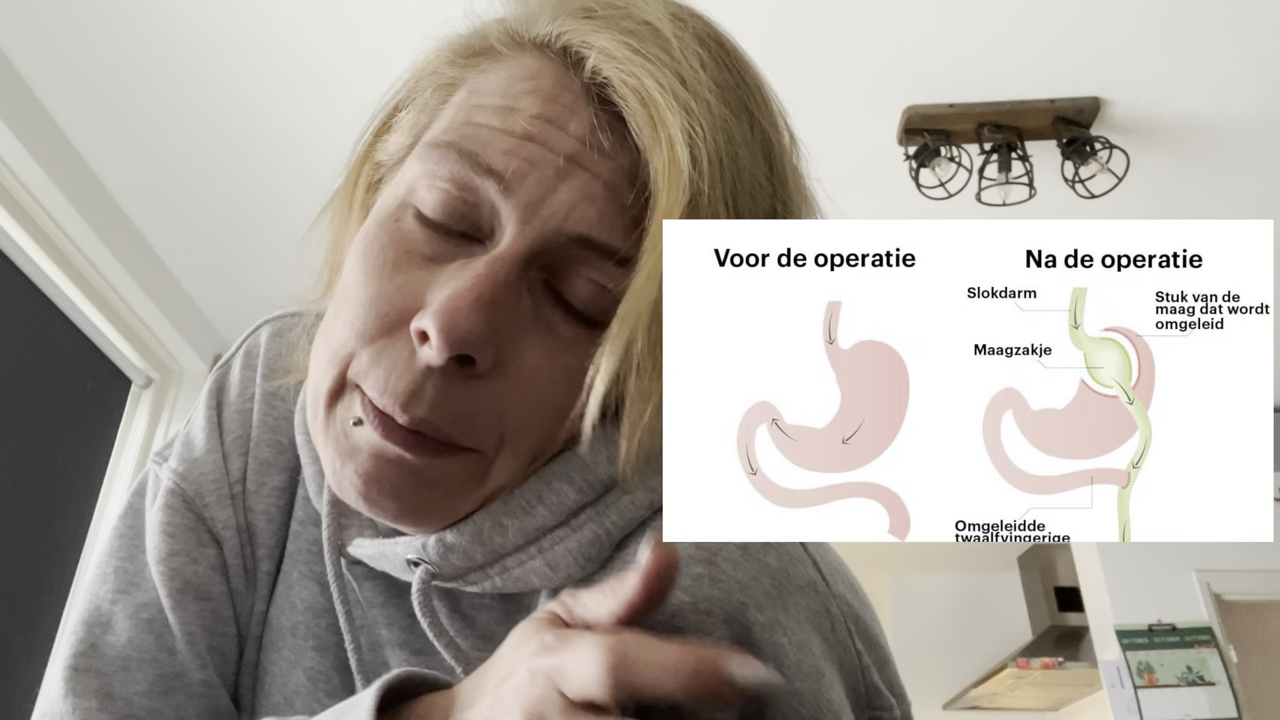 Voor de operatie
Na de operatie
Slokdarm
Stuk van de
maag dat wordt
omgeleid
Maagzakje
Omgeleidde
twaalfvingerige